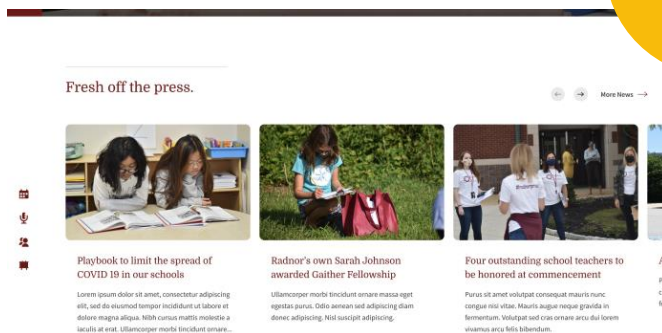 Fresh off the press.
More News →
Playbook to limit the spread of
COVID 19 in our schools
Lorem ipsum dolor sit amet, consectetur adipiscing
elit, sed do eiusmod tempor incididunt ut labore et
dolore magna aliqua. Nibh cursus mattis molestie a
iaculis at erat. Ullamcorper morbi tincidunt ornare...
Radnor's own Sarah Johnson
awarded Gaither Fellowship
Ullamcorper morbi tincidunt ornare massa eget
egestas purus. Odio aenean sed adipiscing diam
donec adipiscing. Nisl suscipit adipiscing.
Four outstanding school teachers to
be honored at commencement
Purus sit amet volutpat consequat mauris nunc
congue nisi vitae. Mauris augue neque gravida in
fermentum. Volutpat sed cras ornare arcu dui lorem
vivamus arcu felis bibendum.